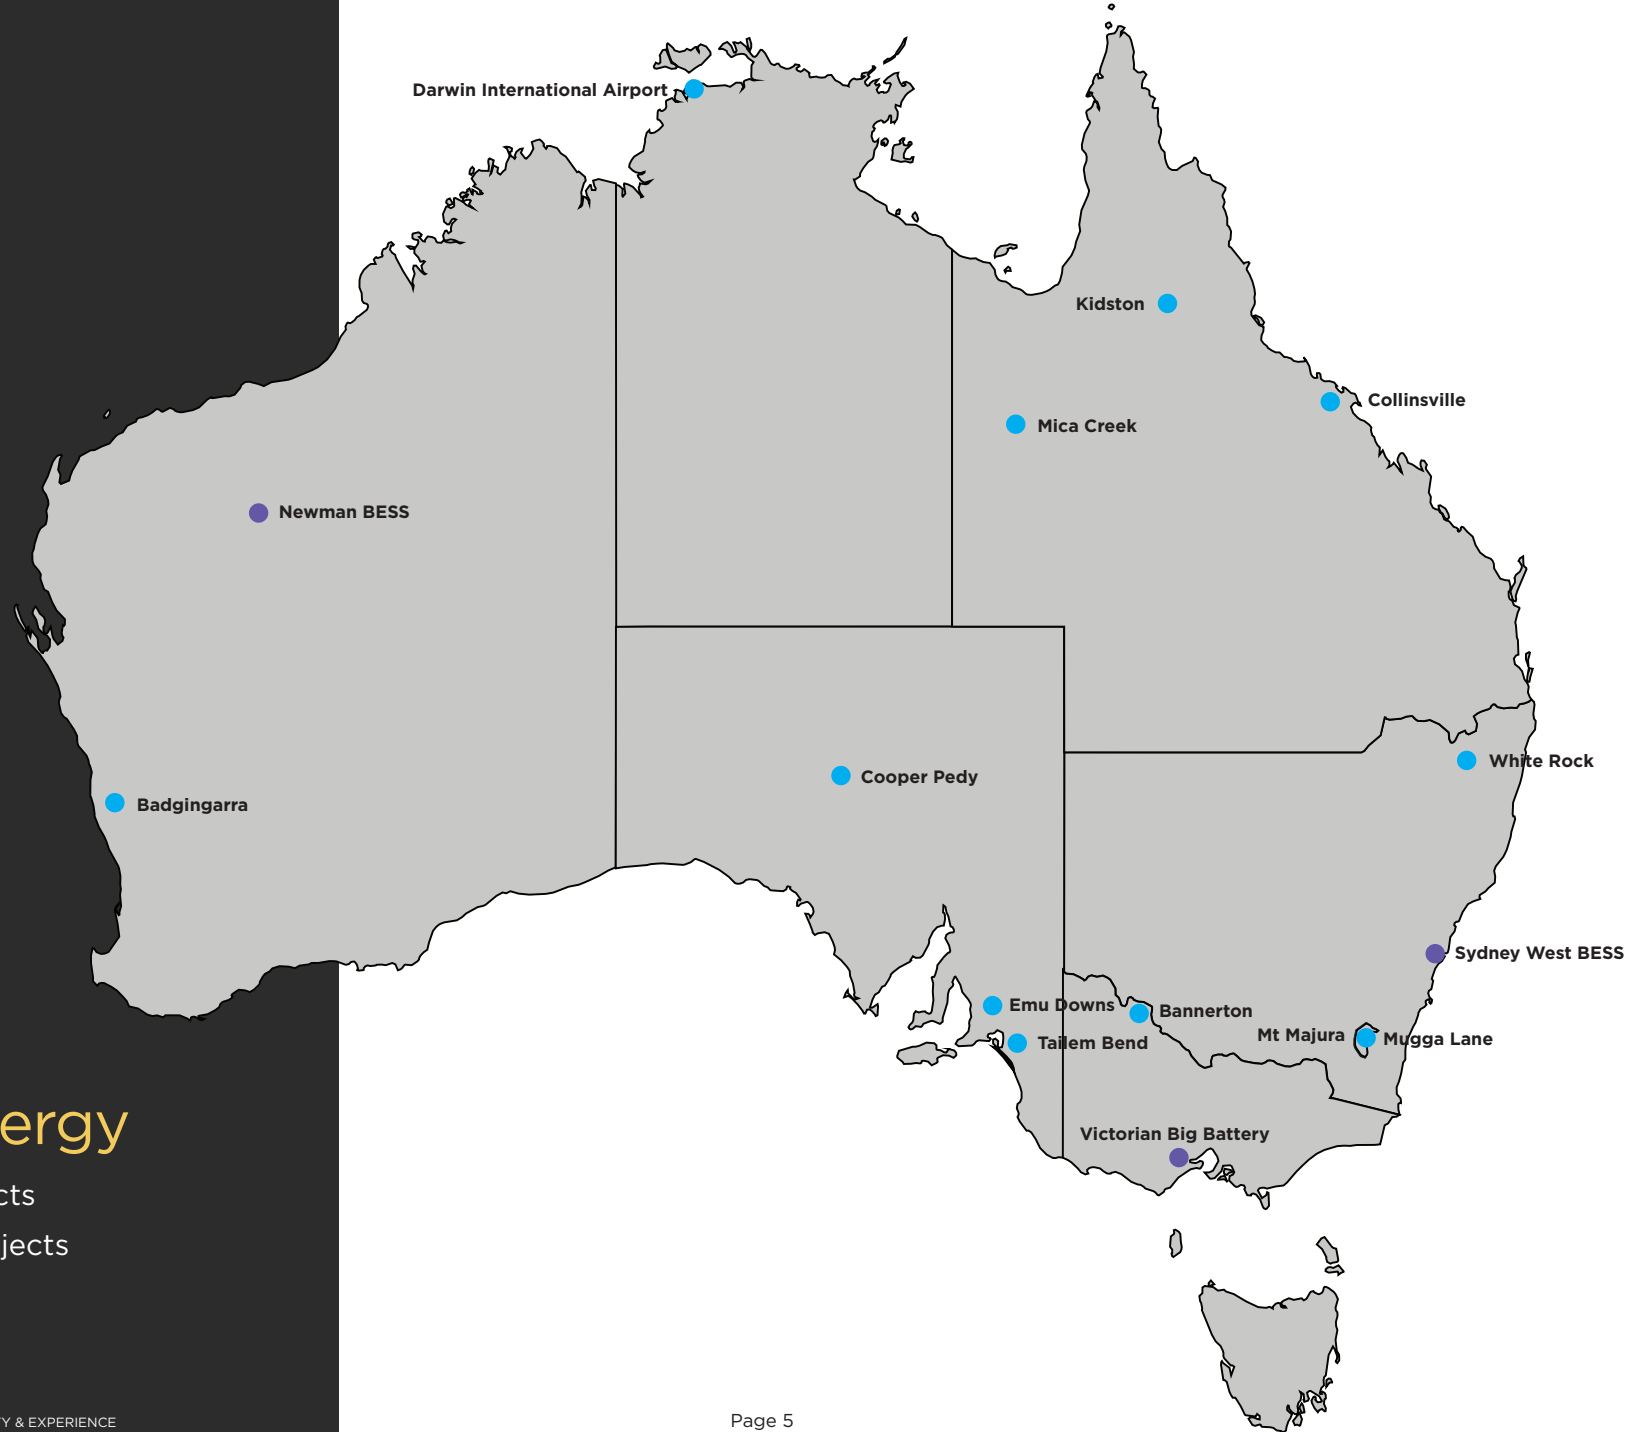 Darwin International Airport
Kidston
Collinsville
Mica Creek
Newman BESS
White Rock
Cooper Pedy
Badgingarra
Sydney West BESS
Emu Downs
Bannerton
Mt Majura
Mugga Lane
Tailem Bend
Victorian Big Battery
ergy
cts
jects
Y & EXPERIENCE
Page 5